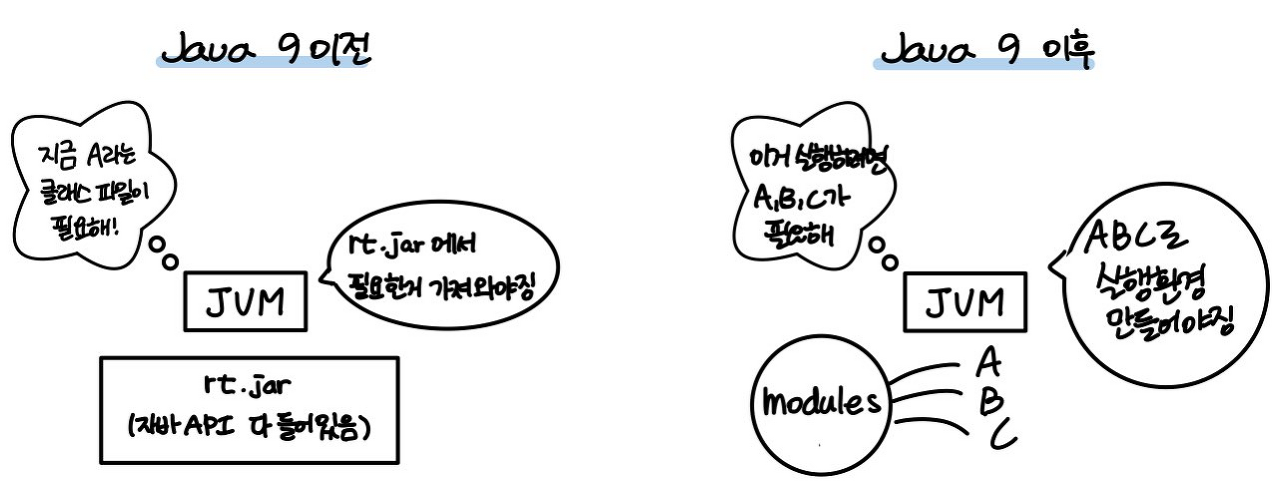 Java 9 이전
지금 A라는
클래스 파일이
필요해!
rt.jar 에서
필요한거 가져와야징
JVM
rt.jar
(자바 API 다 들어있음)
Java 9 이후
이거 실행하려면
A,B,C가
필요해
ABC로
실행환경
만들어야징
JVM
modules
A
B
C